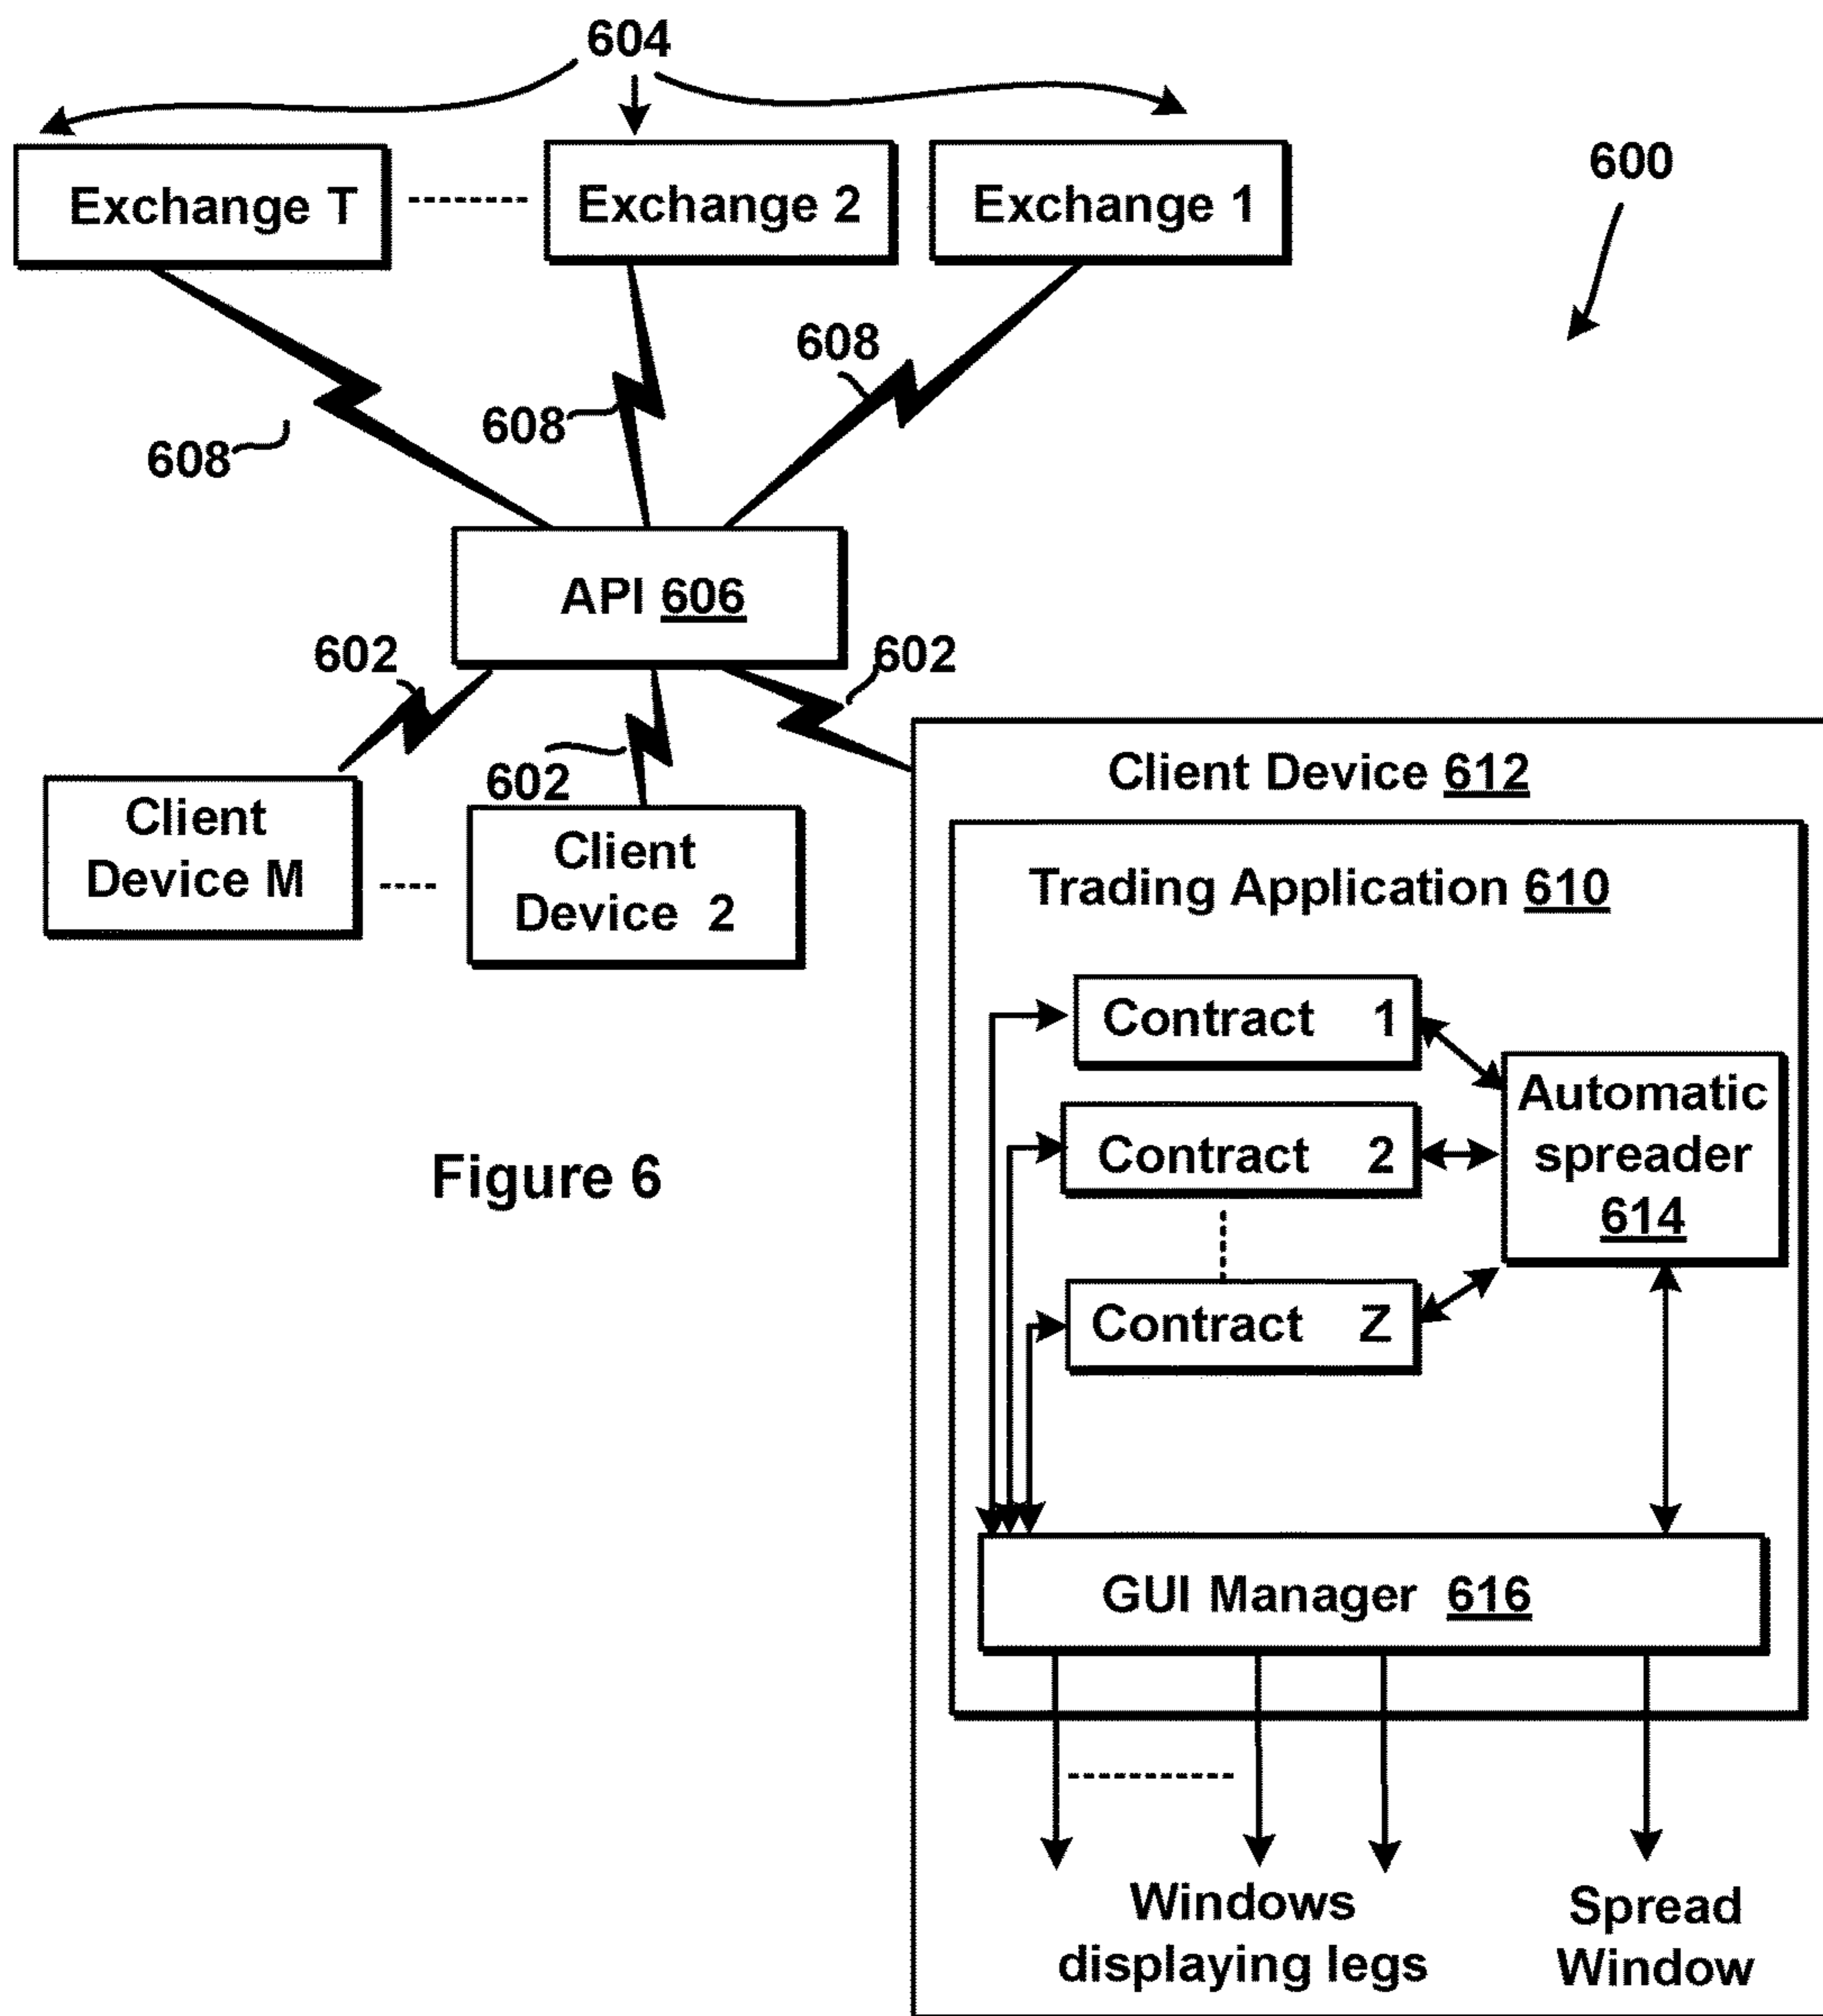 604
600
Exchange T
Exchange 2
Exchange 1
608
608
608
API 606
602
602
602
Client
Device M
Client
Device 2
Client Device 612
Trading Application 610
Contract 1
Contract 2
Contract Z
Automatic
spreader
614
Figure 6
GUI Manager 616
Windows
displaying legs
Spread
Window